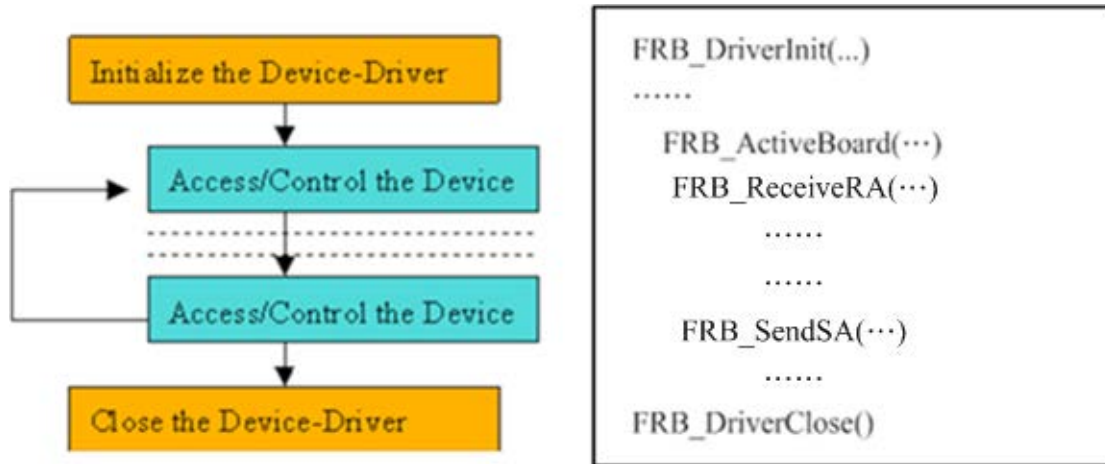 Initialize the Device-Driver
Access/Control the Device
Access/Control the Device
Close the Device-Driver
FRB_DriverInit(...)
......
FRB_ActiveBoard(···)
FRB_ReceiveRA(···)
......
......
FRB_SendSA(···)
......
FRB_DriverClose()